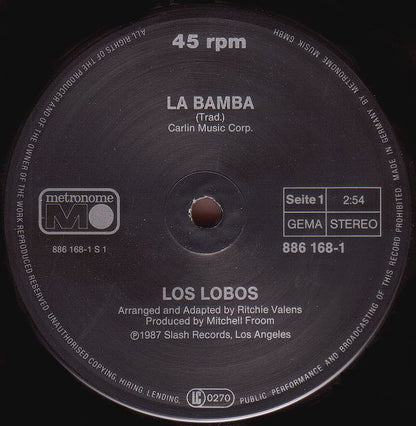 45 rpm
LA BAMBA
(Trad.)
Carlin Music Corp.
metronome
M
886 168-1 S 1
Seite 1
2:54
GEMA
STEREO
886 168-1
LOS LOBOS
Arranged and Adapted by Ritchie Valens
Produced by Mitchell Froom
℗1987 Slash Records, Los Angeles
LC 0270
ALL RIGHTS OF THE PRODUCER AND OF THE OWNER OF THE WORK REPRODUCED RESERVED. UNAUTHORISED COPYING, HIRING, LENDING, PUBLIC PERFORMANCE AND BROADCASTING OF THIS RECORD PROHIBITED. MADE IN GERMANY BY METRONOME MUSIK GMBH